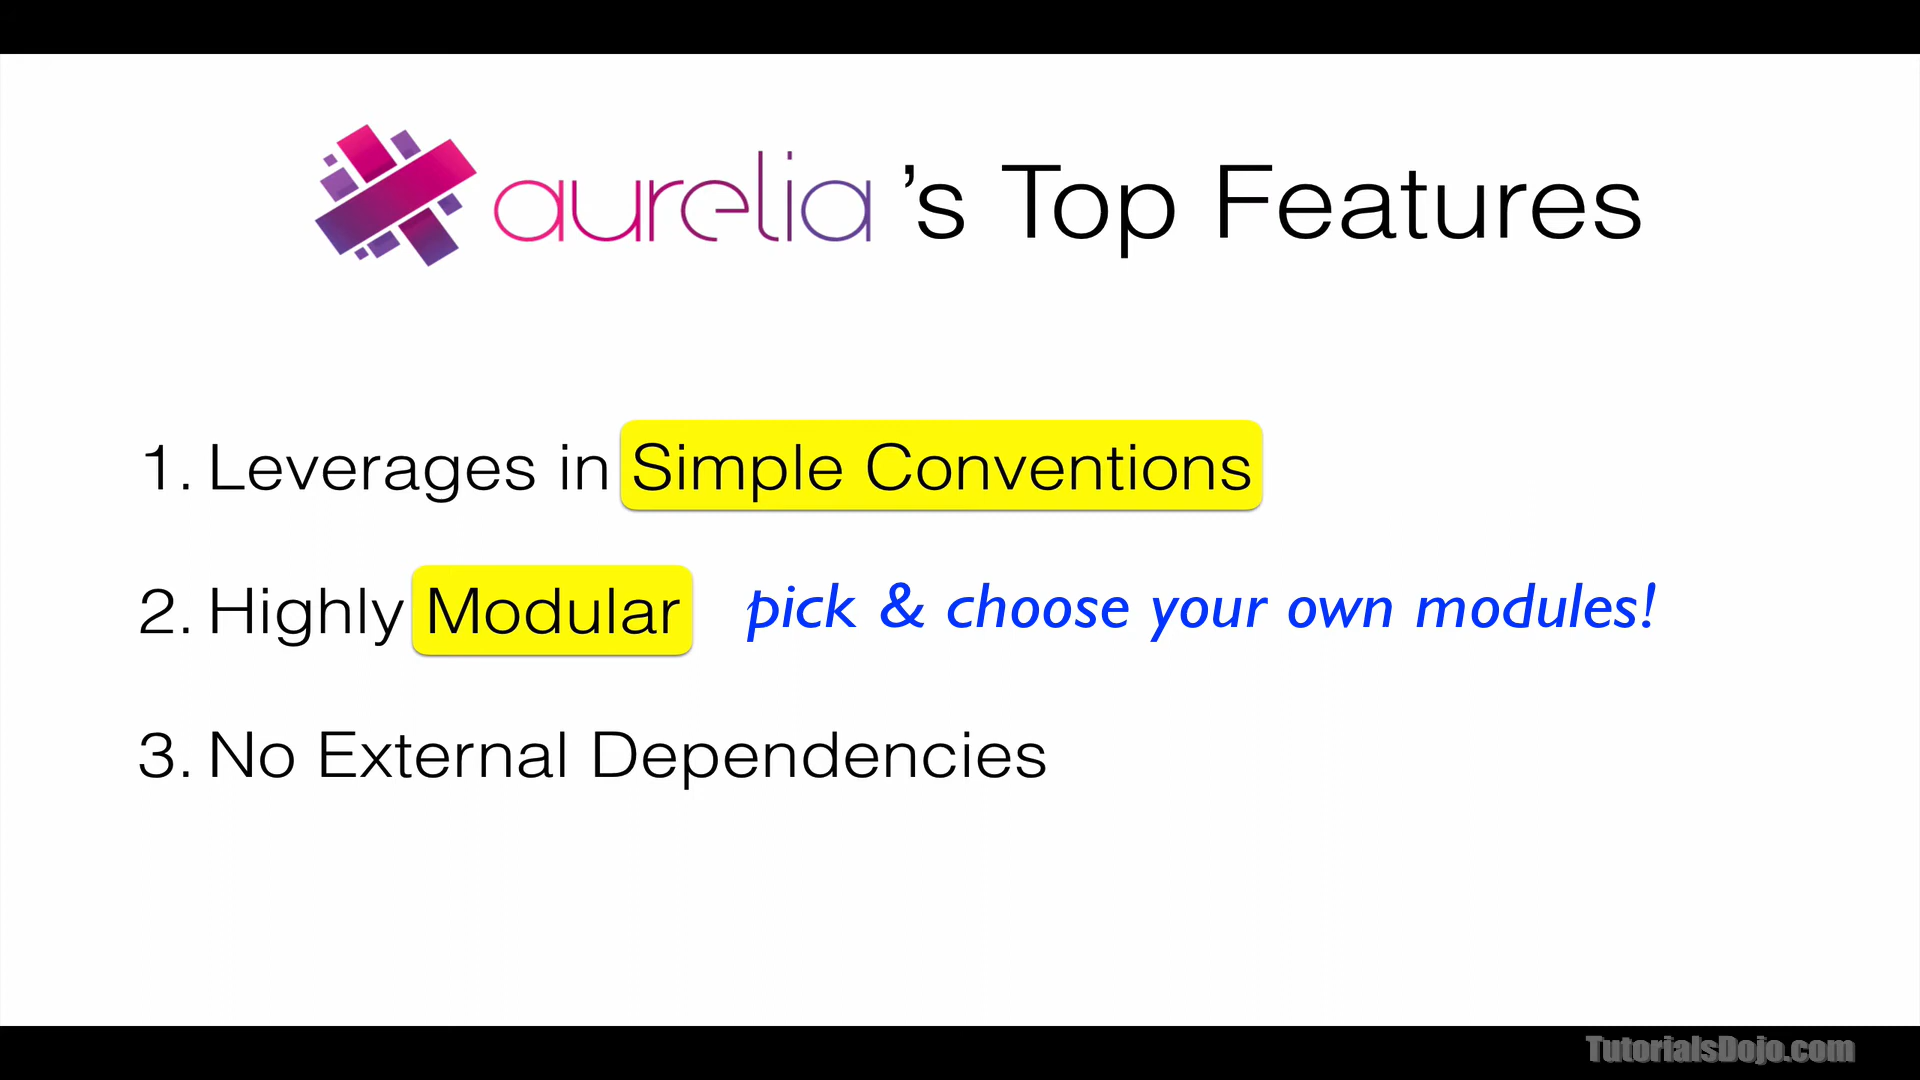 aurelia 's Top Features
1. Leverages in Simple Conventions
2. Highly Modular pick & choose your own modules!
3. No External Dependencies
TutorialsDojo.com